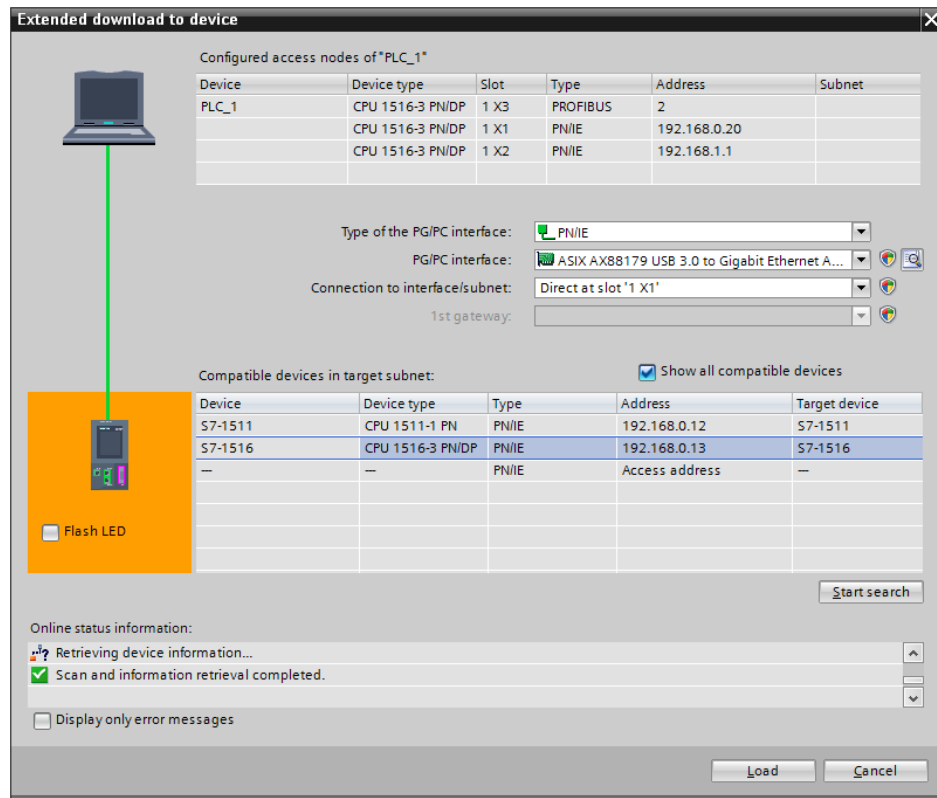 Extended download to device
Configured access nodes of "PLC_1"
Device Device type Slot Type Address Subnet
PLC_1 CPU 1516-3 PN/DP 1 X3 PROFIBUS 2
CPU 1516-3 PN/DP 1 X1 PN/IE 192.168.0.20
CPU 1516-3 PN/DP 1 X2 PN/IE 192.168.1.1
Type of the PG/PC interface: PN/IE
PG/PC interface: ASIX AX88179 USB 3.0 to Gigabit Ethernet A...
Connection to interface/subnet: Direct at slot '1 X1'
1st gateway:
Compatible devices in target subnet: Show all compatible devices
Device Device type Type Address Target device
S7-1511 CPU 1511-1 PN PN/IE 192.168.0.12 S7-1511
S7-1516 CPU 1516-3 PN/DP PN/IE 192.168.0.13 S7-1516
— — PN/IE Access address —
Flash LED
Start search
Online status information:
Retrieving device information...
Scan and information retrieval completed.
Display only error messages
Load Cancel